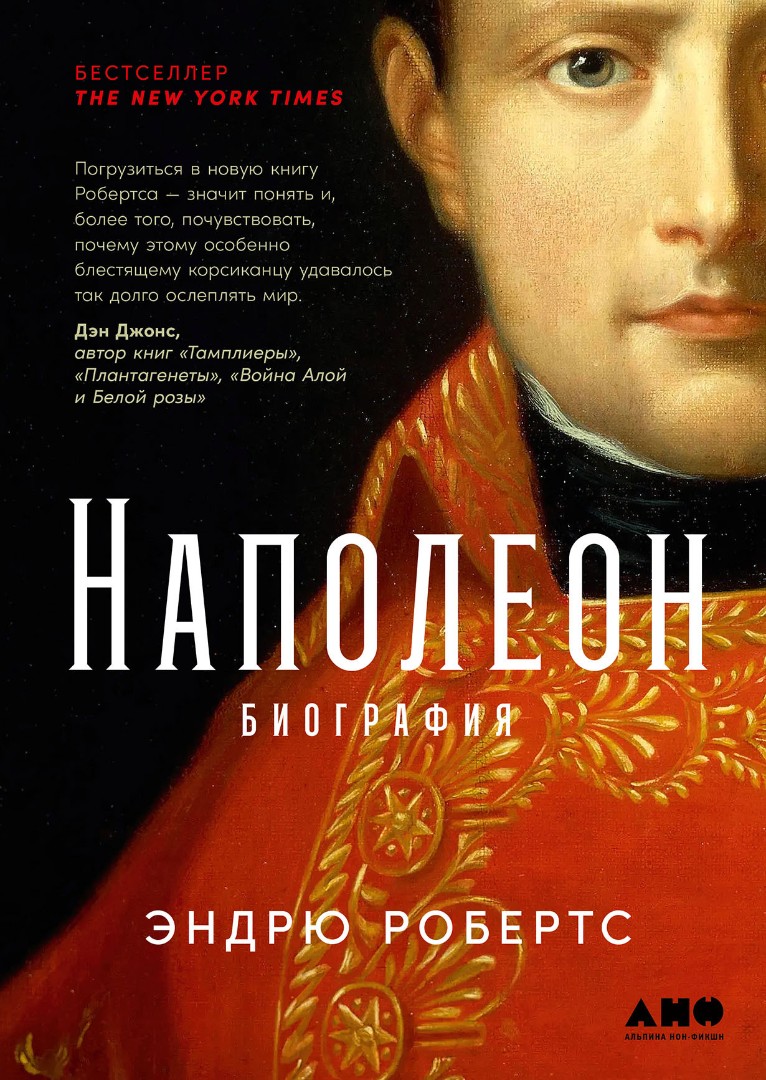 БЕСТСЕЛЛЕР
THE NEW YORK TIMES
Погрузиться в новую книгу
Робертса — значит понять и,
более того, почувствовать,
почему этому особенно
блестящему корсиканцу удавалось
так долго ослеплять мир.
Дэн Джонс,
автор книг «Тамплиеры»,
«Плантагенеты», «Война Алой
и Белой розы»
НАПОЛЕОН
БИОГРАФИЯ
ЭНДРЮ РОБЕРТС
АНФ
АЛЬПИНА НОН-ФИКШН